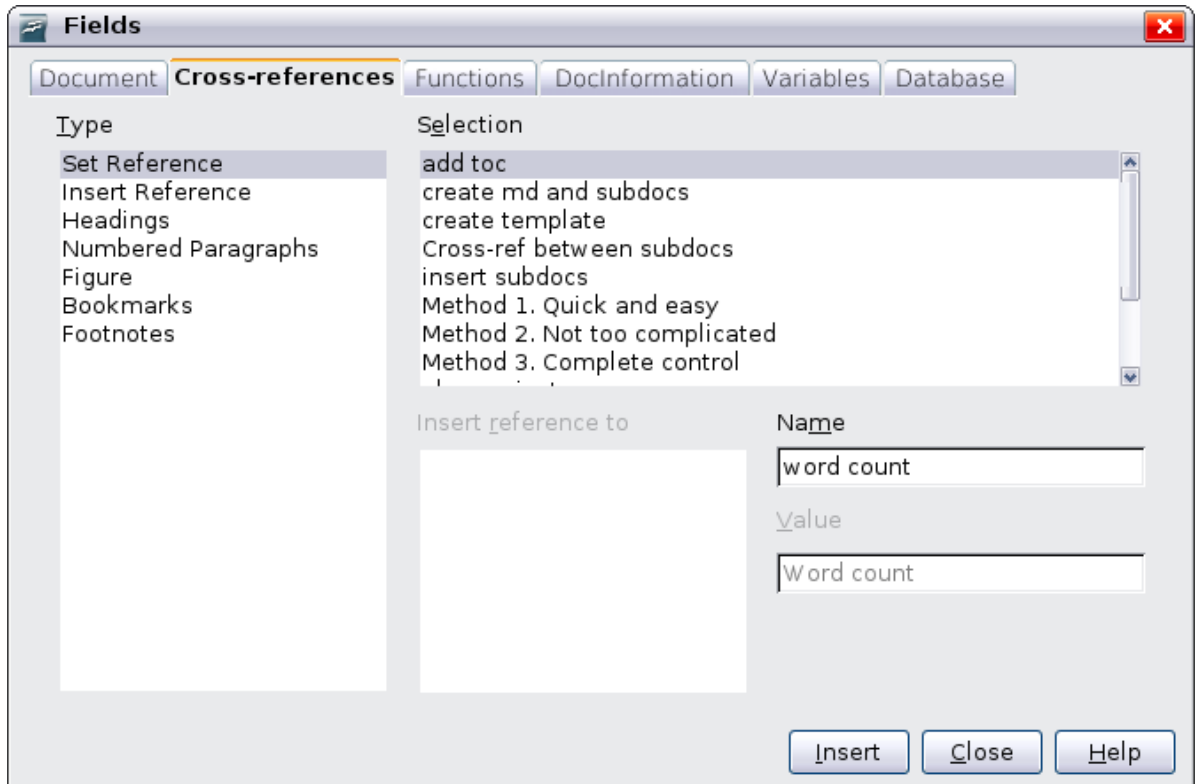 Fields
Document Cross-references Functions DocInformation Variables Database
Type
Set Reference
Insert Reference
Headings
Numbered Paragraphs
Figure
Bookmarks
Footnotes
Selection
add toc
create md and subdocs
create template
Cross-ref between subdocs
insert subdocs
Method 1. Quick and easy
Method 2. Not too complicated
Method 3. Complete control
Insert reference to
Name
word count
Value
Word count
Insert Close Help